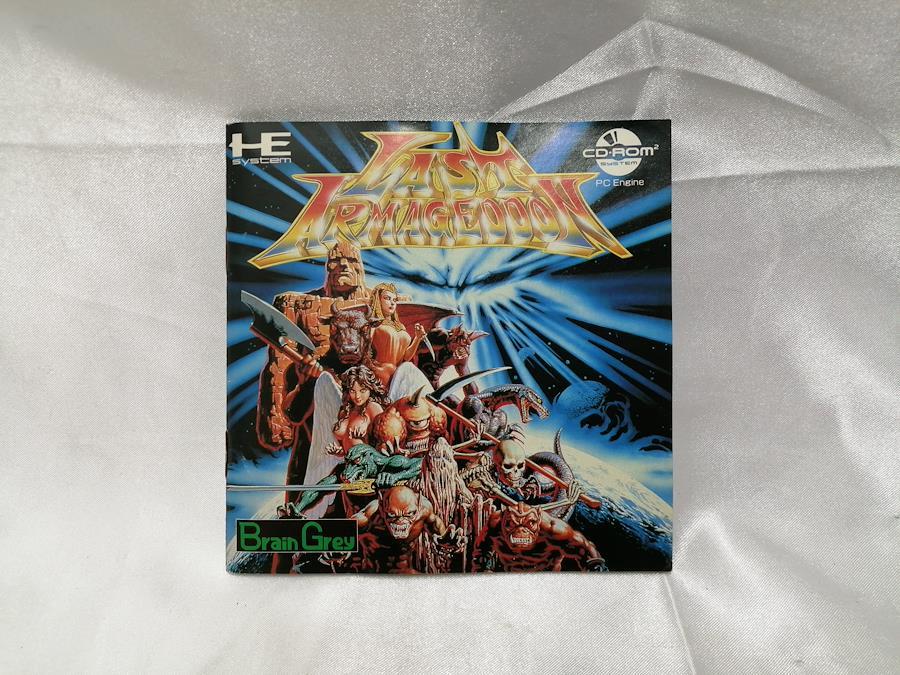 HE
system
LAST
ARMAGEDDON
CD-ROM²
SYSTEM
PC Engine
Brain Grey